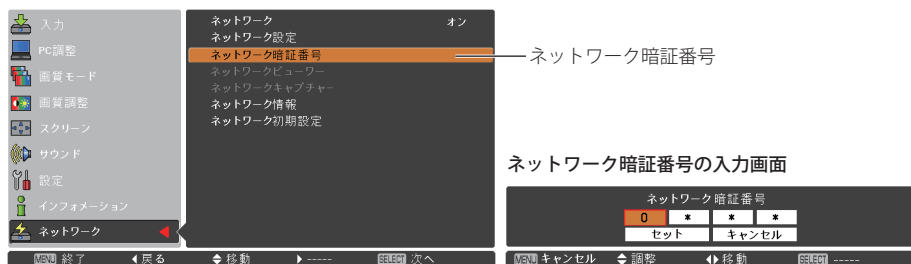 入力
PC調整
画質モード
画質調整
スクリーン
サウンド
設定
インフォメーション
ネットワーク
ネットワーク オン
ネットワーク設定
ネットワーク暗証番号
ネットワークビューワー
ネットワークキャプチャー
ネットワーク情報
ネットワーク初期設定
MENU 終了 戻る 移動 ----- SELECT 次へ
ネットワーク暗証番号
ネットワーク暗証番号の入力画面
ネットワーク暗証番号
0 * * *
セット キャンセル
MENU キャンセル 調整 移動 SELECT -----